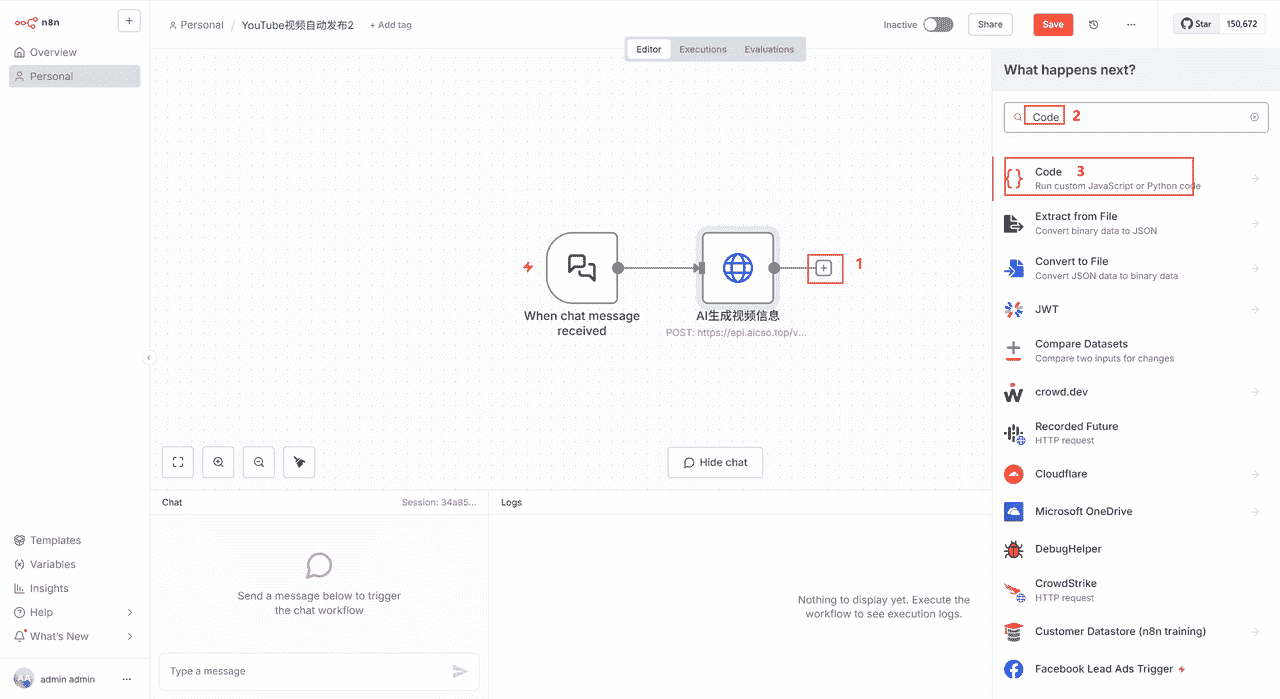 n8n
+
Personal / YouTube视频自动发布2 + Add tag
Inactive
Share
Save
Star 150,672
Overview
Personal
Editor Executions Evaluations
What happens next?
Code 2
Code 3
Run custom JavaScript or Python code
Extract from File
Convert binary data to JSON
Convert to File
Convert JSON data to binary data
JWT
Compare Datasets
Compare two inputs for changes
crowd.dev
Recorded Future
HTTP request
Cloudflare
Microsoft OneDrive
DebugHelper
CrowdStrike
HTTP request
Customer Datastore (n8n training)
Facebook Lead Ads Trigger
1
When chat message
received
AI生成视频信息
POST: https://api.aicso.top/v...
Hide chat
Chat
Session: 34a85...
Logs
Send a message below to trigger
the chat workflow
Nothing to display yet. Execute the
workflow to see execution logs.
Type a message
Templates
Variables
Insights
Help
What's New
AA admin admin